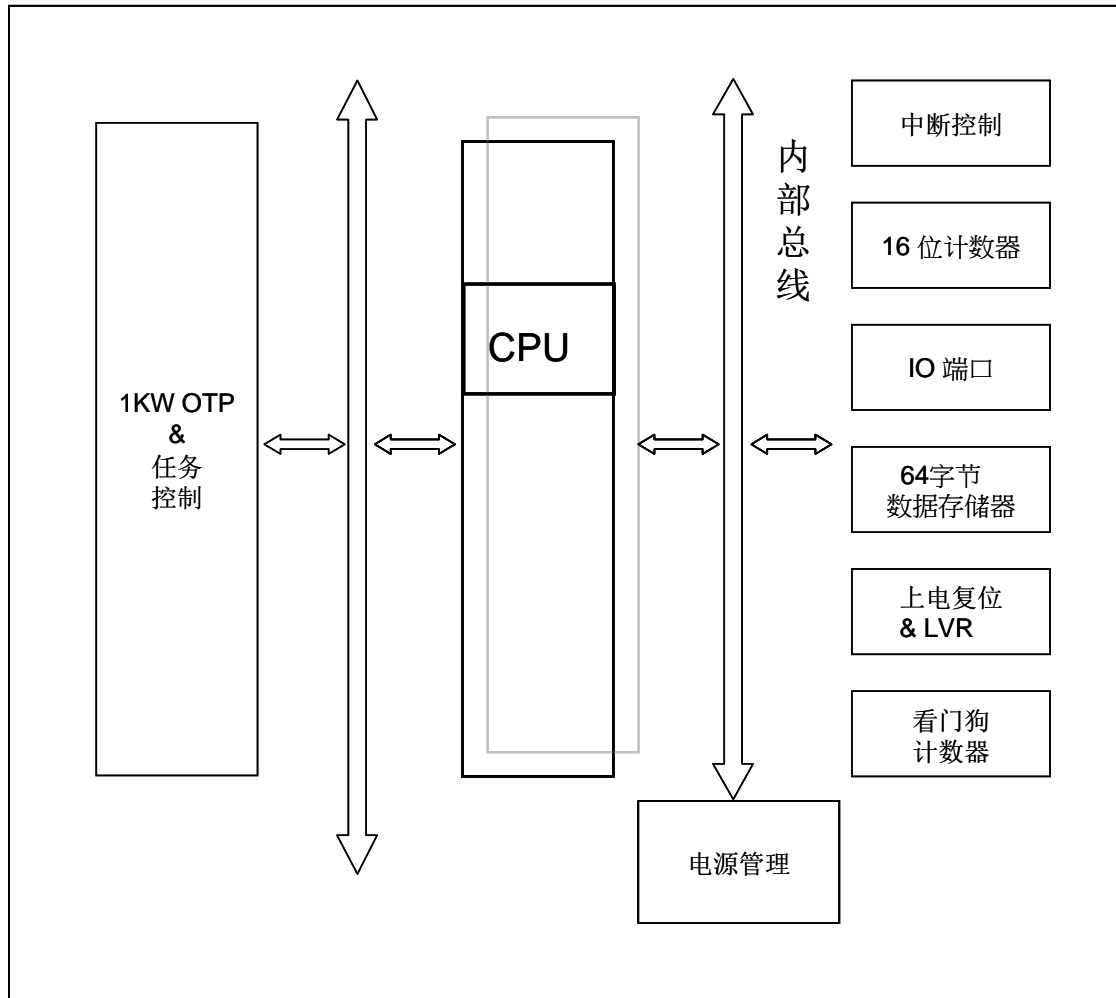 1KW OTP
&
任务
控制
CPU
内
部
总
线
中断控制
16 位计数器
IO 端口
64字节
数据存储器
上电复位
& LVR
看门狗
计数器
电源管理